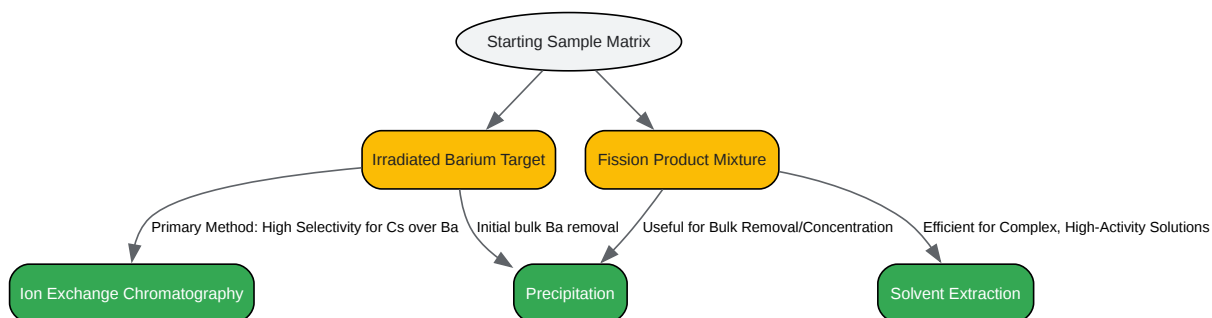 Starting Sample Matrix
Irradiated Barium Target
Fission Product Mixture
Primary Method: High Selectivity for Cs over Ba
Initial bulk Ba removal
Useful for Bulk Removal/Concentration
Efficient for Complex, High-Activity Solutions
Ion Exchange Chromatography
Precipitation
Solvent Extraction